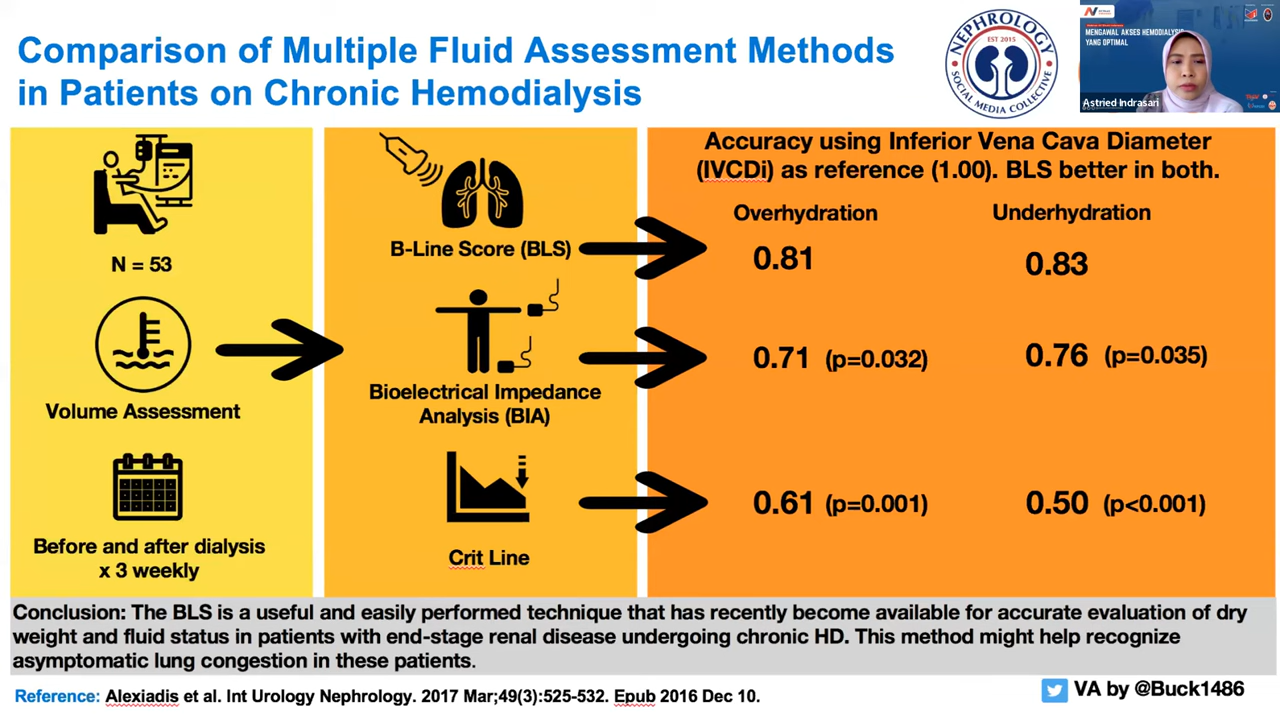 Comparison of Multiple Fluid Assessment Methods
in Patients on Chronic Hemodialysis
NEPHROLOGY
EST 2015
SOCIAL MEDIA COLLECTIVE
MENGAWAL AKSES HEMODIALYSIS
YANG OPTIMAL
Astried Indrasari
N = 53
Volume Assessment
Before and after dialysis
x 3 weekly
B-Line Score (BLS)
Bioelectrical Impedance
Analysis (BIA)
Crit Line
Accuracy using Inferior Vena Cava Diameter
(IVCDi) as reference (1.00). BLS better in both.
Overhydration Underhydration
0.81 0.83
0.71 (p=0.032) 0.76 (p=0.035)
0.61 (p=0.001) 0.50 (p<0.001)
Conclusion: The BLS is a useful and easily performed technique that has recently become available for accurate evaluation of dry
weight and fluid status in patients with end-stage renal disease undergoing chronic HD. This method might help recognize
asymptomatic lung congestion in these patients.
Reference: Alexiadis et al. Int Urology Nephrology. 2017 Mar;49(3):525-532. Epub 2016 Dec 10.
VA by @Buck1486